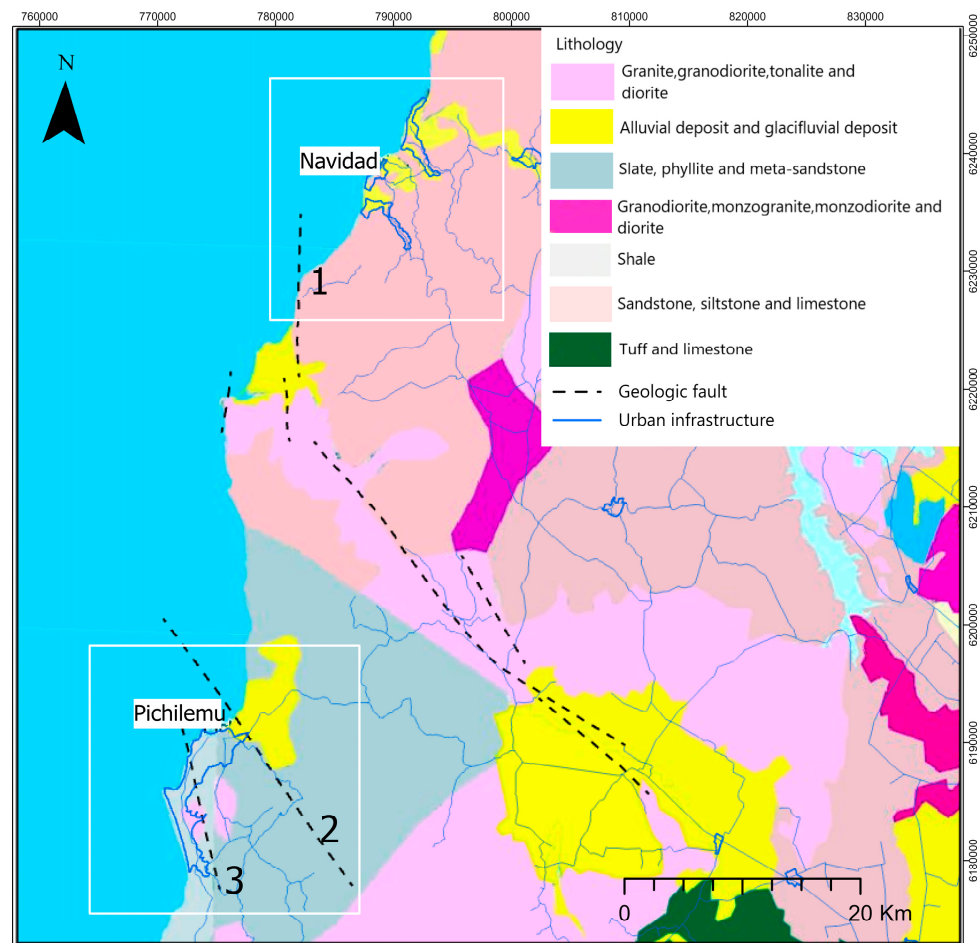 760000 770000 780000 790000 800000 810000 820000 830000
6250000
6240000
6230000
6220000
6210000
6200000
6190000
6180000
N
Lithology
Granite,granodiorite,tonalite and
diorite
Alluvial deposit and glacifluvial deposit
Slate, phyllite and meta-sandstone
Granodiorite,monzogranite,monzodiorite and
diorite
Shale
Sandstone, siltstone and limestone
Tuff and limestone
Geologic fault
Urban infrastructure
Navidad
1
Pichilemu
2
3
0 20 Km